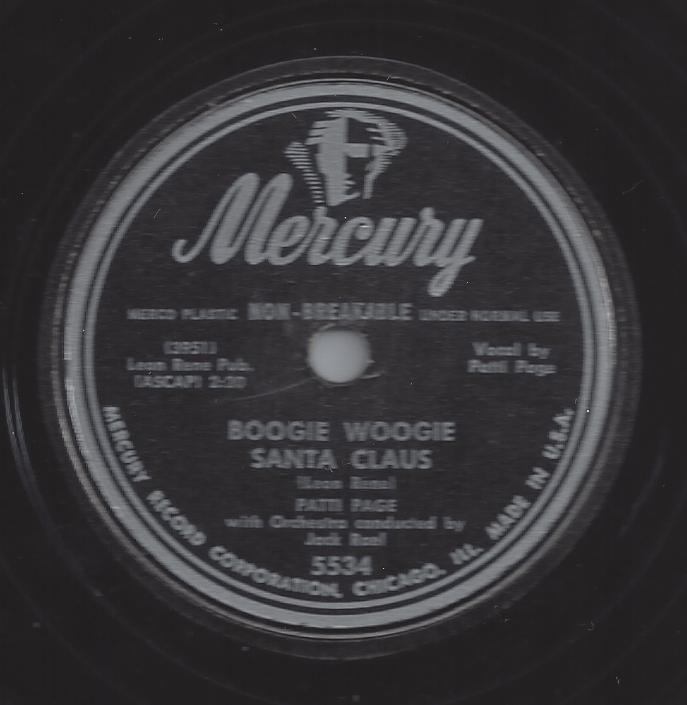 Mercury
MERCO PLASTIC NON-BREAKABLE UNDER NORMAL USE
(3951)
Leon Rene Pub.
(ASCAP) 2:20
Vocal by
Patti Page
BOOGIE WOOGIE
SANTA CLAUS
(Leon Rene)
PATTI PAGE
with Orchestra conducted by
Jack Rael
5534
MERCURY RECORD CORPORATION, CHICAGO, ILL. MADE IN U.S.A.